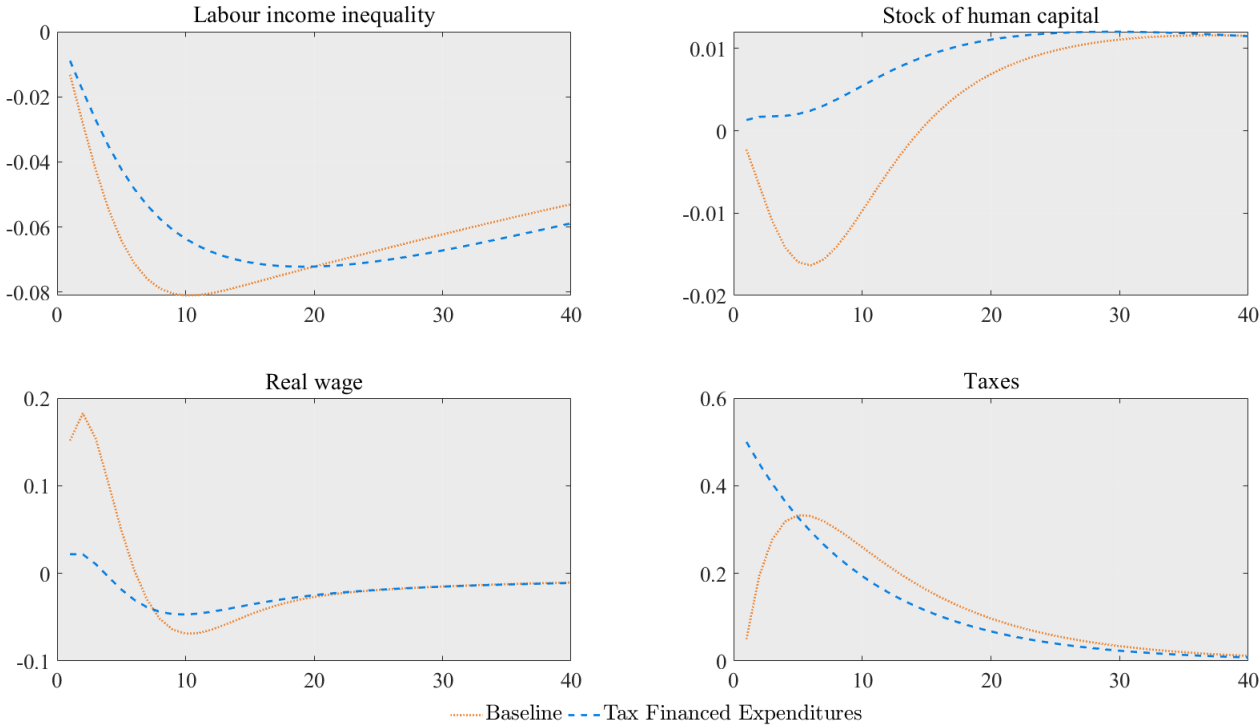 Labour income inequality
0
-0.02
-0.04
-0.06
-0.08
0 10 20 30 40
Stock of human capital
0.01
0
-0.01
-0.02
0 10 20 30 40
Real wage
0.2
0.1
0
-0.1
0 10 20 30 40
Taxes
0.6
0.4
0.2
0
0 10 20 30 40
Baseline Tax Financed Expenditures